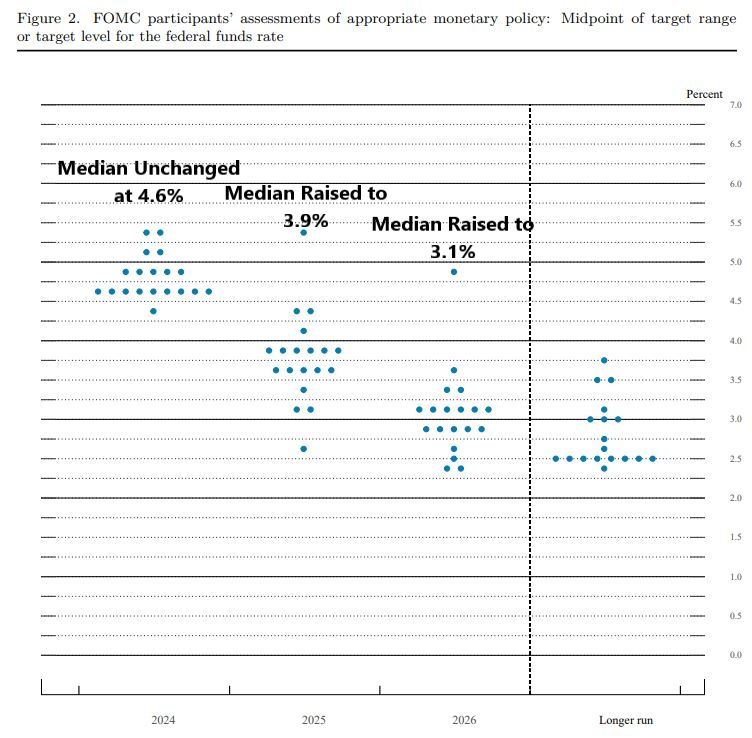 Figure 2. FOMC participants' assessments of appropriate monetary policy: Midpoint of target range
or target level for the federal funds rate
Percent
7.0
6.5
Median Unchanged
at 4.6%
6.0
Median Raised to
3.9%
Median Raised to
3.1%
5.5
5.0
4.5
4.0
3.5
3.0
2.5
2.0
1.5
1.0
0.5
0.0
2024
2025
2026
Longer run